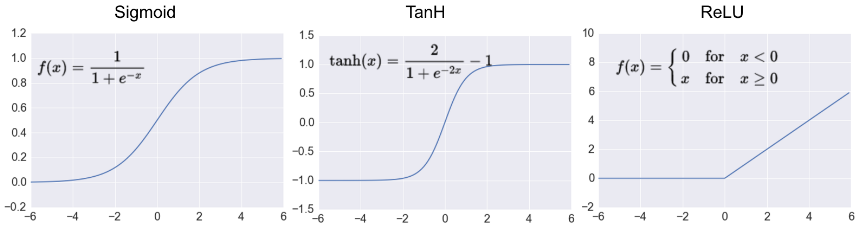 Sigmoid
1.2
1.0
0.8
0.6
0.4
0.2
0.0
−0.2
−6 −4 −2 0 2 4 6
f(x) = 1 / (1 + e^{−x})
TanH
1.5
1.0
0.5
0.0
−0.5
−1.0
−1.5
−6 −4 −2 0 2 4 6
tanh(x) = 2 / (1 + e^{−2x}) − 1
ReLU
10
8
6
4
2
0
−2
−6 −4 −2 0 2 4 6
f(x) = { 0 for x < 0
x for x ≥ 0